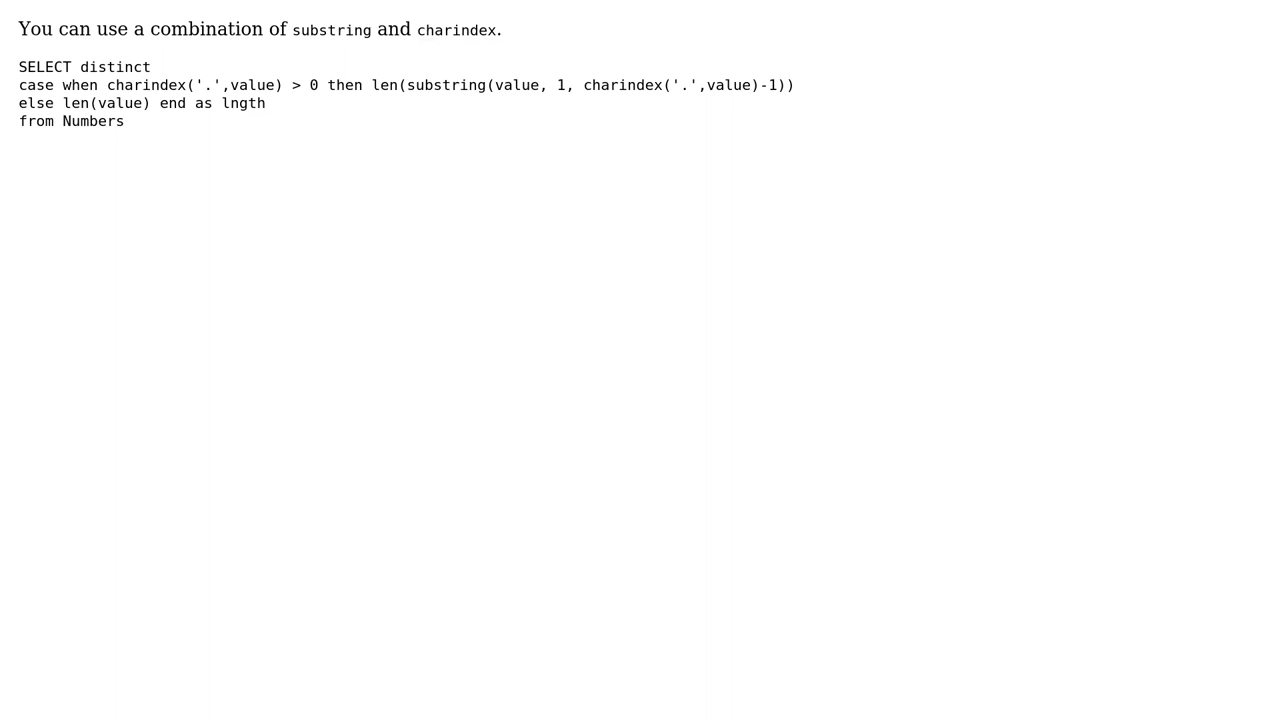 You can use a combination of substring and charindex.
SELECT distinct
case when charindex('.',value) > 0 then len(substring(value, 1, charindex('.',value)-1))
else len(value) end as lngth
from Numbers